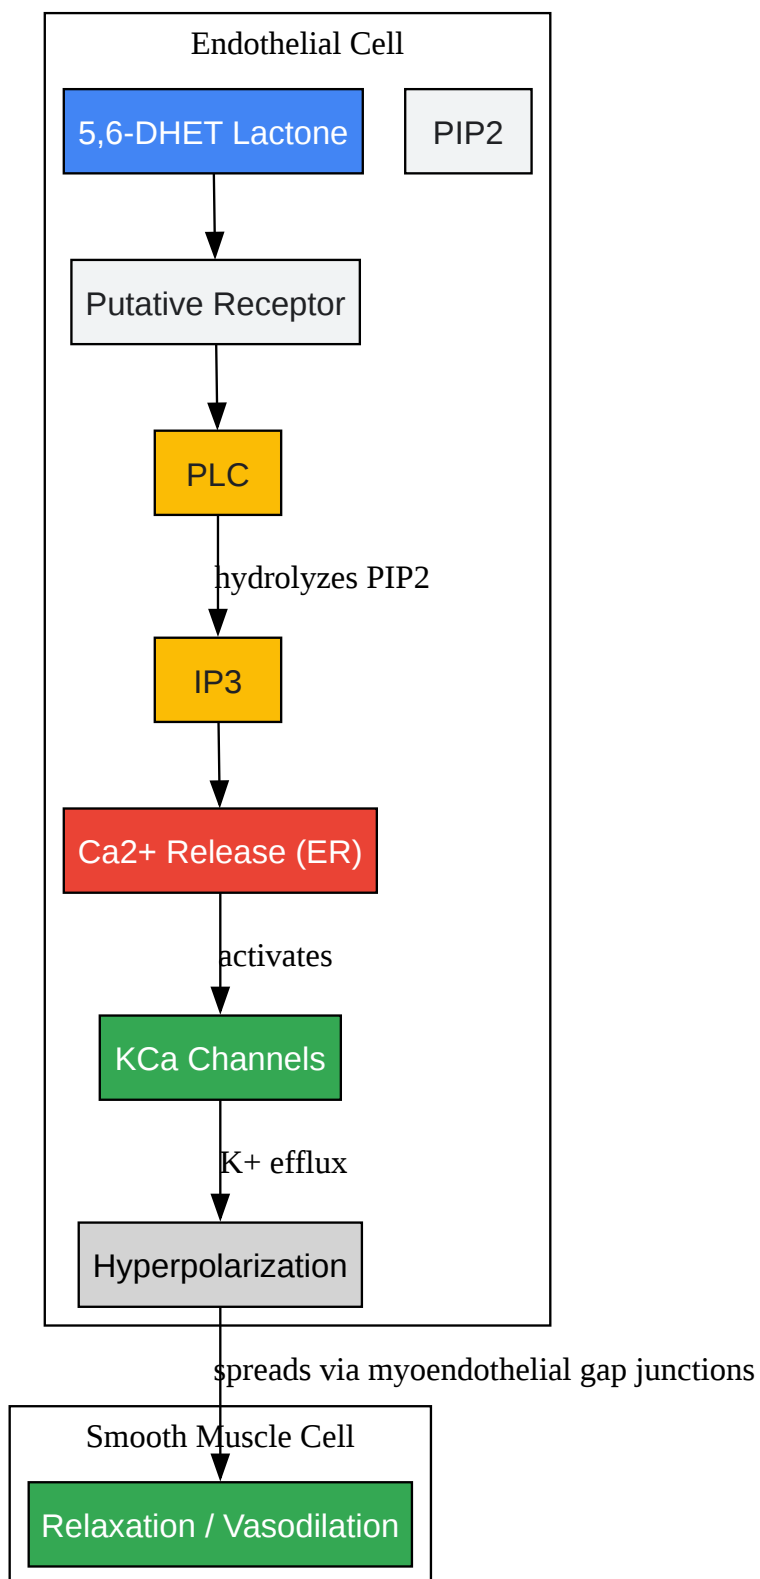 Endothelial Cell
5,6-DHET Lactone
PIP2
Putative Receptor
PLC
hydrolyzes PIP2
IP3
Ca2+ Release (ER)
activates
KCa Channels
K+ efflux
Hyperpolarization
spreads via myoendothelial gap junctions
Smooth Muscle Cell
Relaxation / Vasodilation